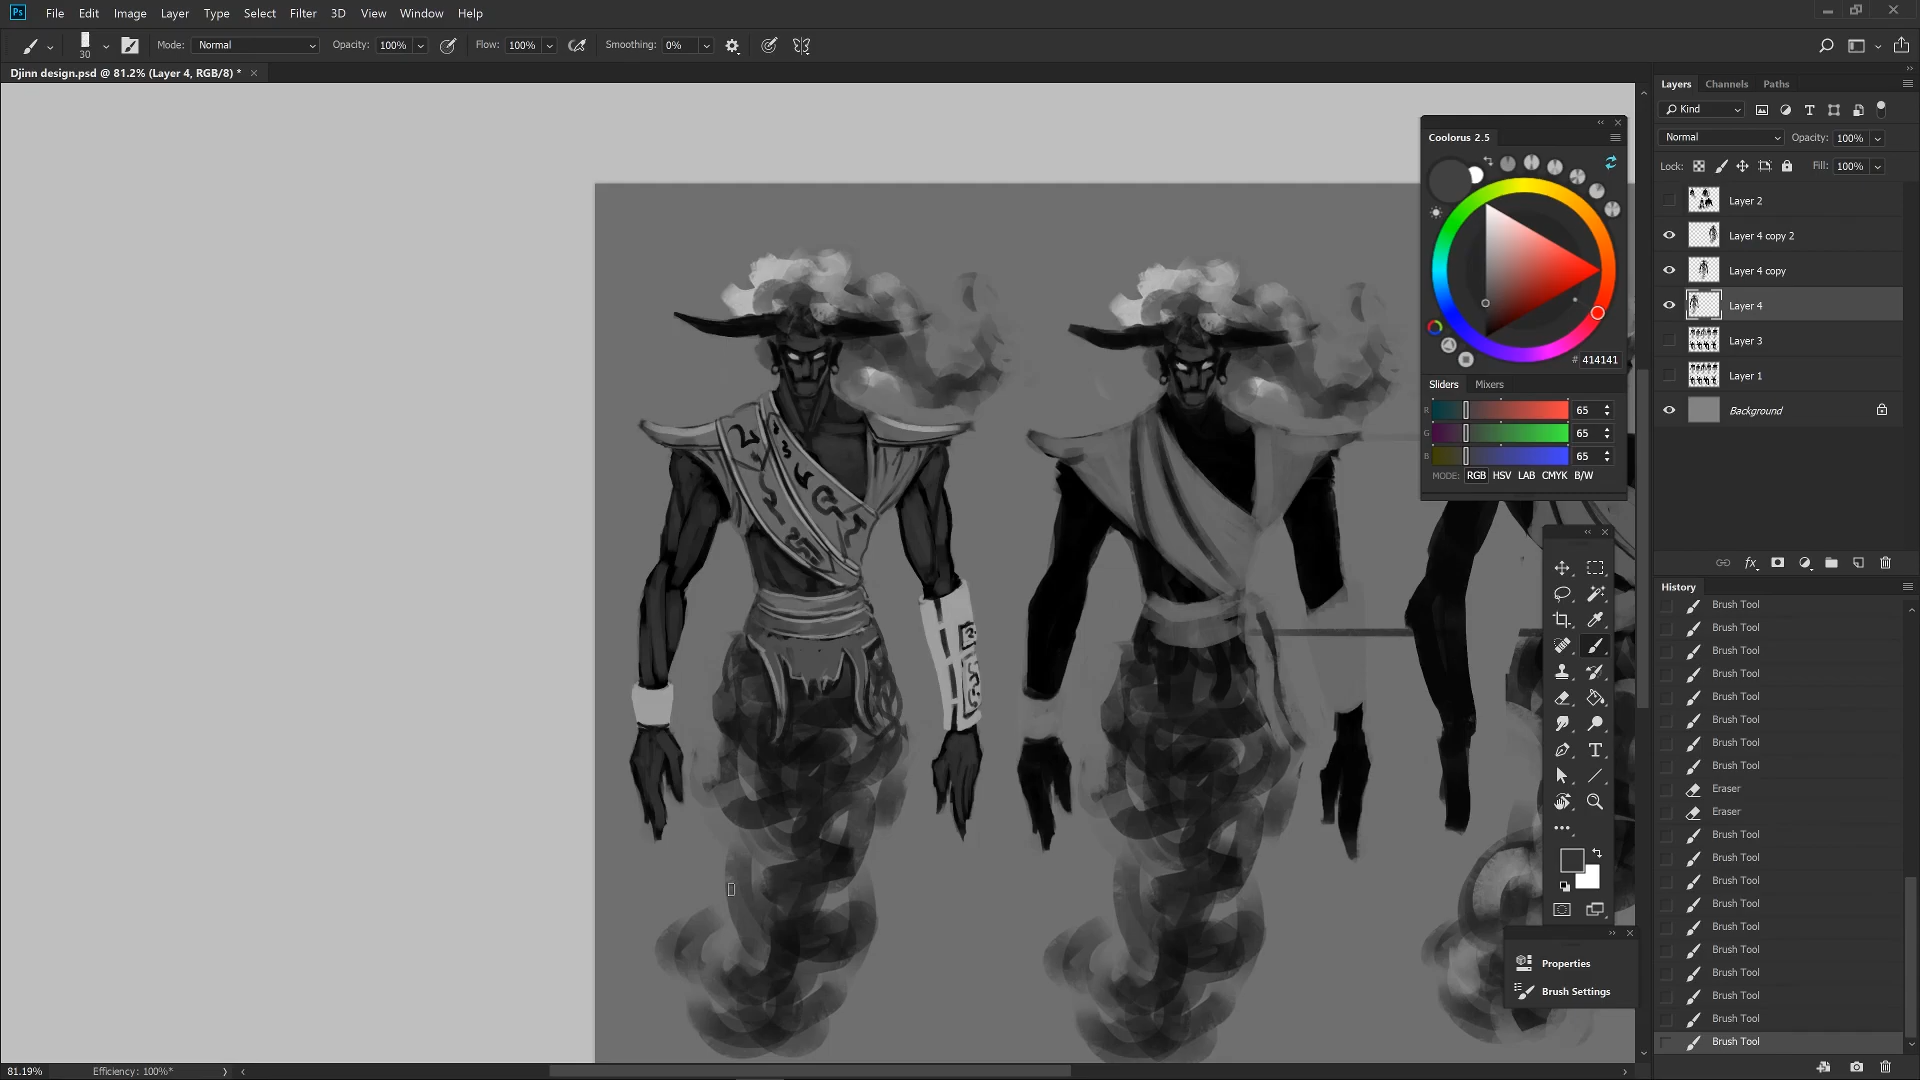 Ps File Edit Image Layer Type Select Filter 3D View Window Help
30 Mode: Normal Opacity: 100% Flow: 100% Smoothing: 0%
Djinn design.psd @ 81.2% (Layer 4, RGB/8) *
Coolorus 2.5
# 414141
Sliders Mixers
R 65
G 65
B 65
MODE: RGB HSV LAB CMYK B/W
Properties
Brush Settings
Layers Channels Paths
Kind
Normal Opacity: 100%
Lock: Fill: 100%
Layer 2
Layer 4 copy 2
Layer 4 copy
Layer 4
Layer 3
Layer 1
Background
fx
History
Brush Tool
Brush Tool
Brush Tool
Brush Tool
Brush Tool
Brush Tool
Brush Tool
Brush Tool
Eraser
Eraser
Brush Tool
Brush Tool
Brush Tool
Brush Tool
Brush Tool
Brush Tool
Brush Tool
Brush Tool
Brush Tool
Brush Tool
81.19% Efficiency: 100%*